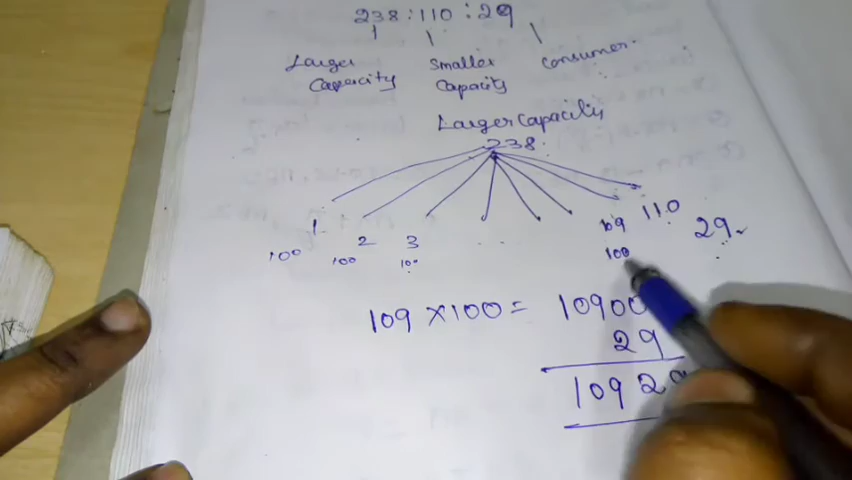 238:110:29
Larger Smaller Consumer.
Capacity Capacity
Larger Capacity
238.
109 110 29
1 2 3 . .
100 100 100 100
109 × 100 = 10900
29
10929